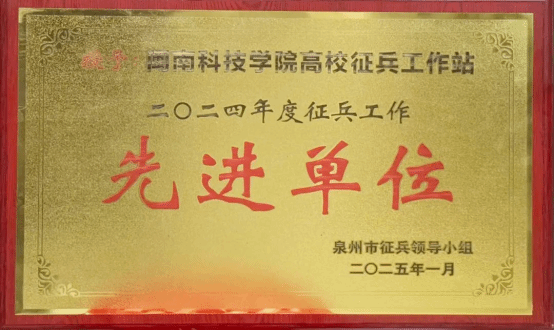 授予：闽南科技学院高校征兵工作站
二〇二四年度征兵工作
先进单位
泉州市征兵领导小组
二〇二五年一月